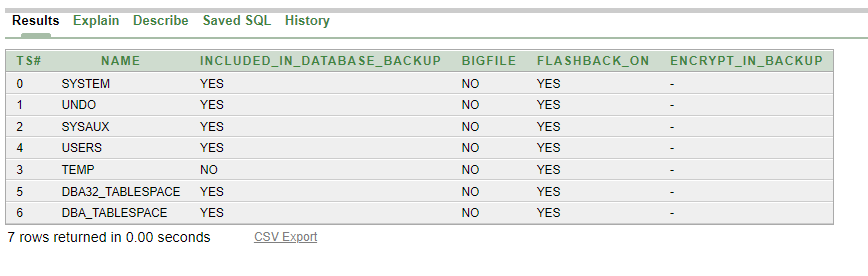 Results Explain Describe Saved SQL History
TS# NAME INCLUDED_IN_DATABASE_BACKUP BIGFILE FLASHBACK_ON ENCRYPT_IN_BACKUP
0 SYSTEM YES NO YES -
1 UNDO YES NO YES -
2 SYSAUX YES NO YES -
4 USERS YES NO YES -
3 TEMP NO NO YES -
5 DBA32_TABLESPACE YES NO YES -
6 DBA_TABLESPACE YES NO YES -
7 rows returned in 0.00 seconds CSV Export